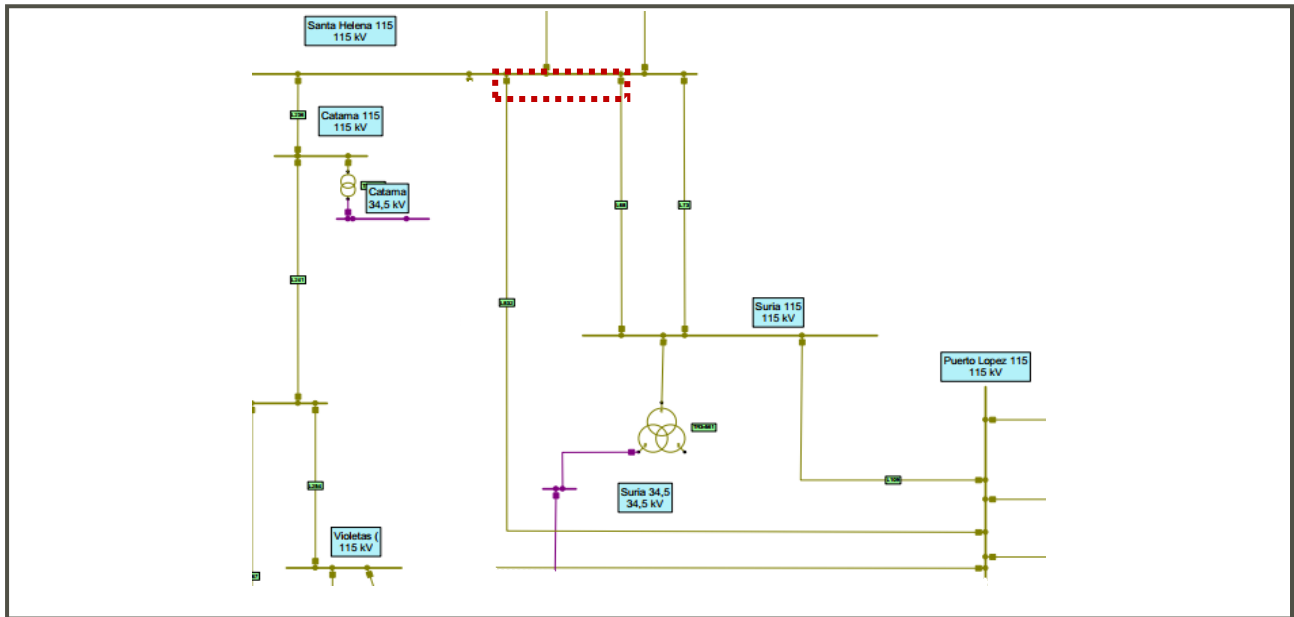 Santa Helena 115
115 kV
Catama 115
115 kV
Catama
34,5 kV
Suria 115
115 kV
Puerto Lopez 115
115 kV
Suria 34,5
34,5 kV
L109
Violetas (
115 kV